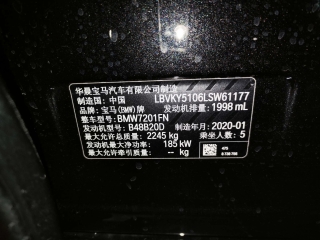 华晨宝马汽车有限公司制造
制造国: 中国 LBVKY5106LSW61177
品牌: 宝马(BMW)牌 发动机排量: 1998 mL
整车型号: BMW7201FN
发动机型号: B48B20D 制造年月: 2020-01
最大允许总质量: 2245 kg 乘坐人数: 5
发动机最大净功率: 185 kW
最大允许牵引质量: -- kg
475